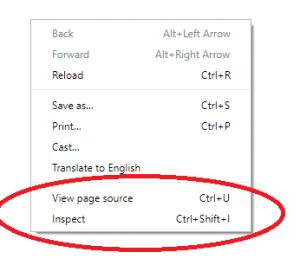 Back Alt+Left Arrow
Forward Alt+Right Arrow
Reload Ctrl+R
Save as... Ctrl+S
Print... Ctrl+P
Cast...
Translate to English
View page source Ctrl+U
Inspect Ctrl+Shift+I